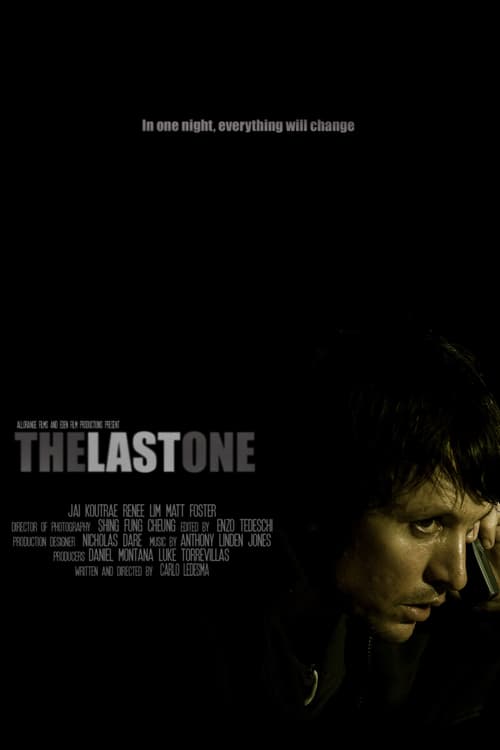 In one night, everything will change
ALLORANGE FILMS AND EDEN FILM PRODUCTIONS PRESENT
THELASTONE
JAI KOUTRAE RENEE LIM MATT FOSTER
DIRECTOR OF PHOTOGRAPHY SHING FUNG CHEUNG EDITED BY ENZO TEDESCHI
PRODUCTION DESIGNER NICHOLAS DARE MUSIC BY ANTHONY LINDEN JONES
PRODUCERS DANIEL MONTANA LUKE TORREVILLAS
WRITTEN AND DIRECTED BY CARLO LEDESMA